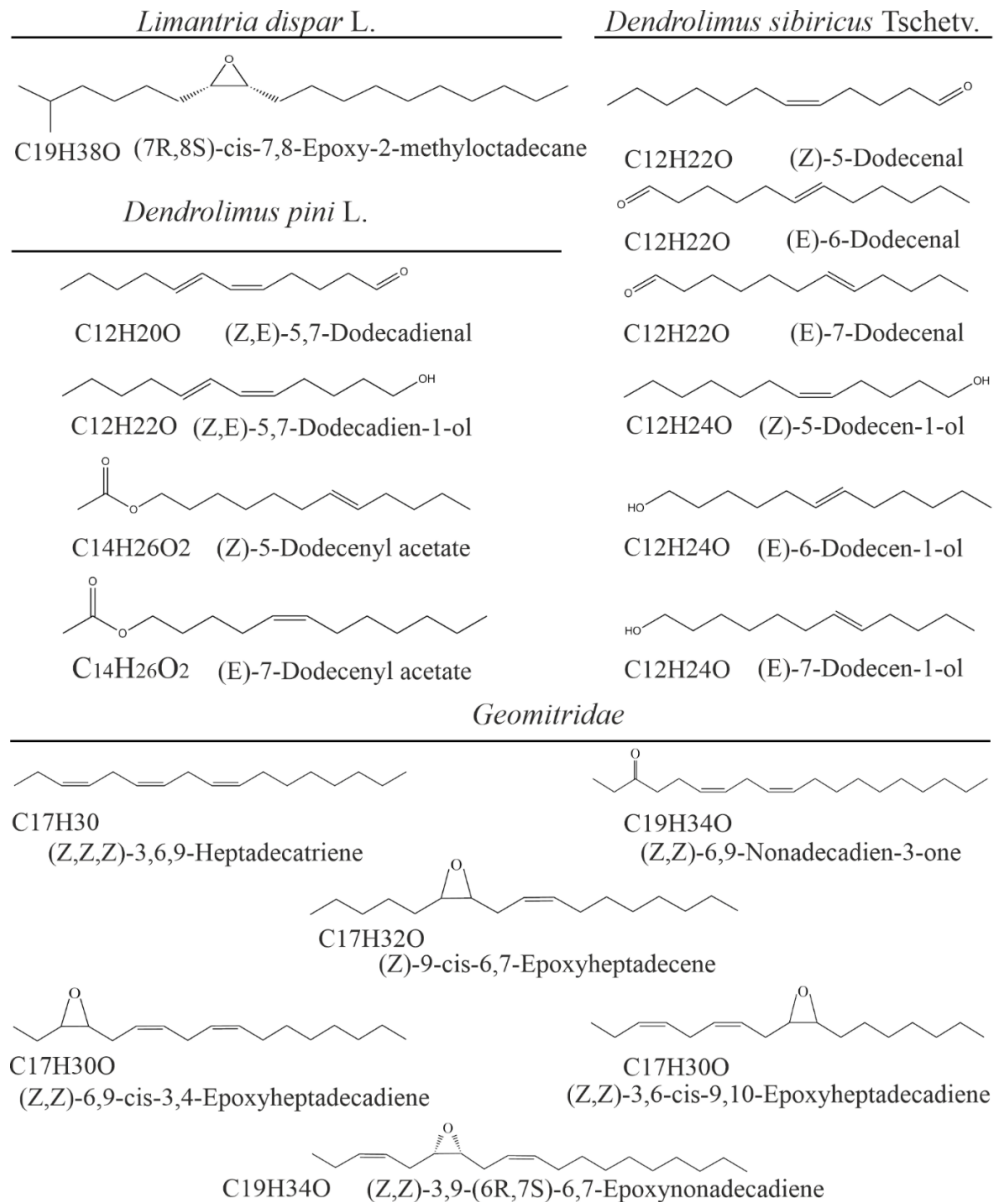 Limantria dispar L.
O
C19H38O (7R,8S)-cis-7,8-Epoxy-2-methyloctadecane
Dendrolimus pini L.
O
C12H20O (Z,E)-5,7-Dodecadienal
OH
C12H22O (Z,E)-5,7-Dodecadien-1-ol
O
O
C14H26O2 (Z)-5-Dodecenyl acetate
O
O
C14H26O2 (E)-7-Dodecenyl acetate
Dendrolimus sibiricus Tschetv.
O
C12H22O (Z)-5-Dodecenal
O
C12H22O (E)-6-Dodecenal
O
C12H22O (E)-7-Dodecenal
OH
C12H24O (Z)-5-Dodecen-1-ol
HO
C12H24O (E)-6-Dodecen-1-ol
HO
C12H24O (E)-7-Dodecen-1-ol
Geomitridae
C17H30
(Z,Z,Z)-3,6,9-Heptadecatriene
O
C19H34O
(Z,Z)-6,9-Nonadecadien-3-one
O
C17H32O
(Z)-9-cis-6,7-Epoxyheptadecene
O
C17H30O
(Z,Z)-6,9-cis-3,4-Epoxyheptadecadiene
O
C17H30O
(Z,Z)-3,6-cis-9,10-Epoxyheptadecadiene
O
C19H34O (Z,Z)-3,9-(6R,7S)-6,7-Epoxynonadecadiene